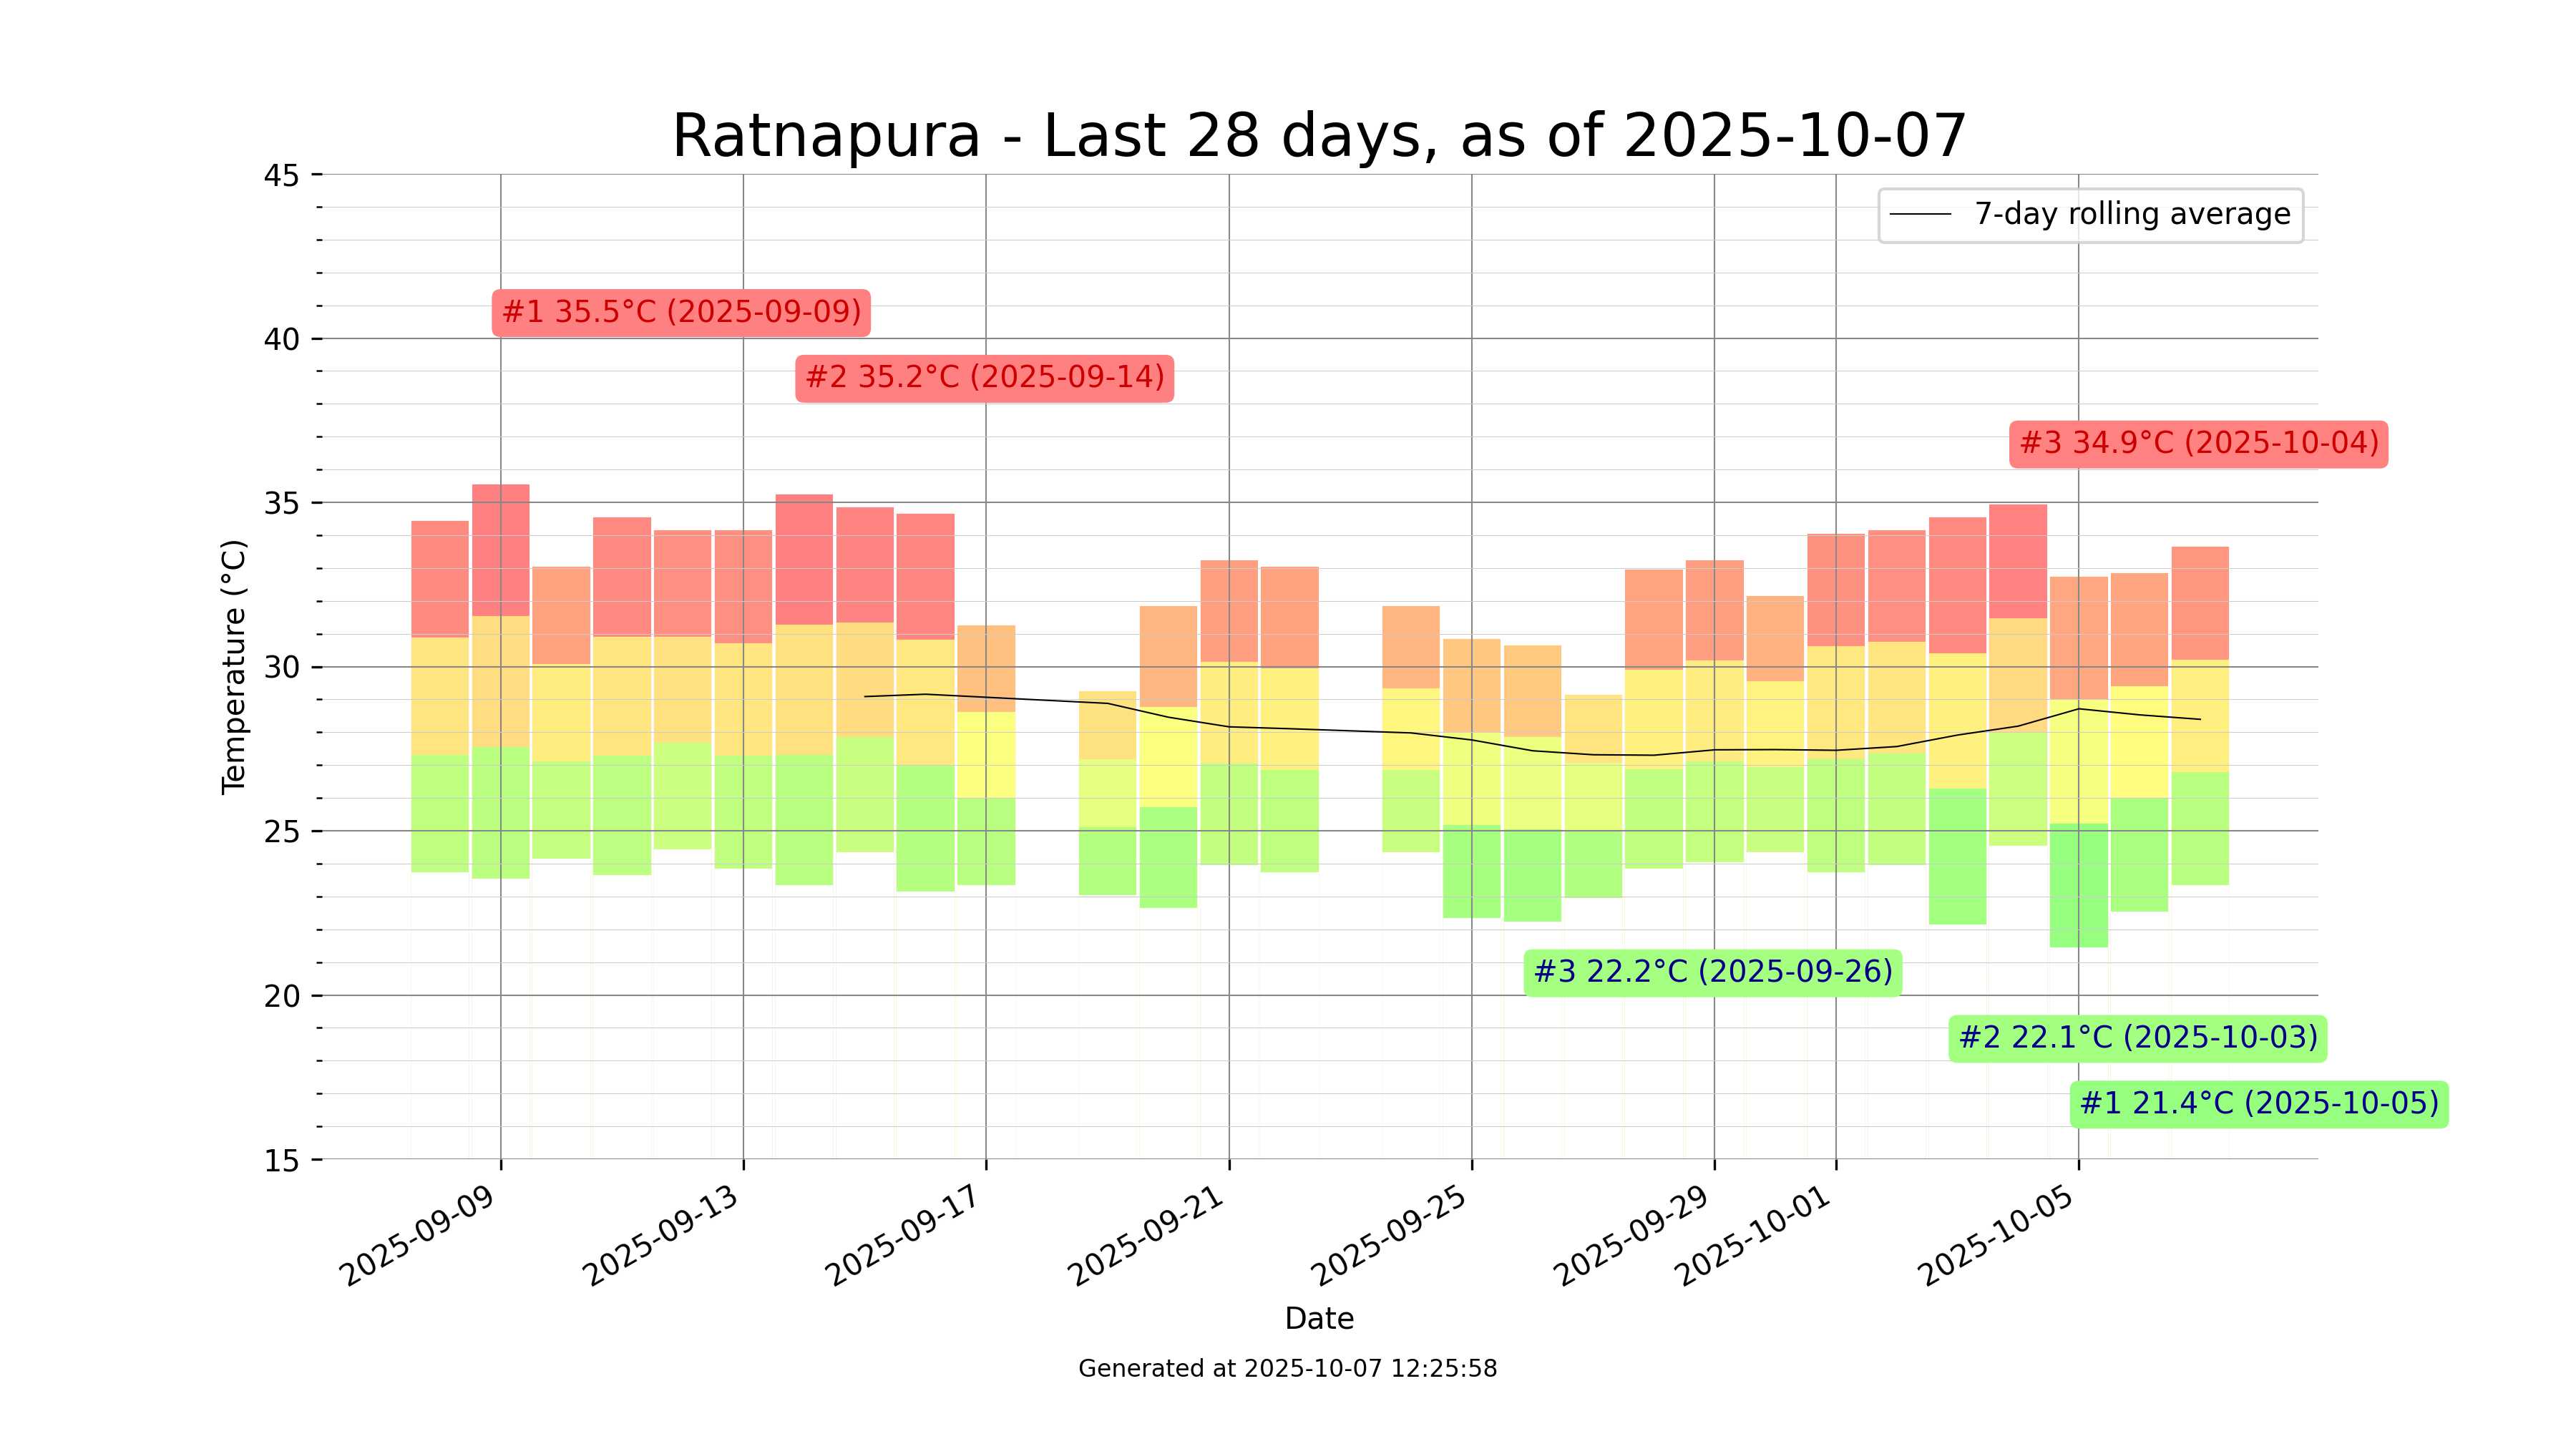 Ratnapura - Last 28 days, as of 2025-10-07
45
7-day rolling average
#1 35.5°C (2025-09-09)
40
#2 35.2°C (2025-09-14)
#3 34.9°C (2025-10-04)
35
Temperature (°C)
30
25
#3 22.2°C (2025-09-26)
20
#2 22.1°C (2025-10-03)
#1 21.4°C (2025-10-05)
15
2025-09-09
2025-09-13
2025-09-17
2025-09-21
2025-09-25
2025-09-29
2025-10-01
2025-10-05
Date
Generated at 2025-10-07 12:25:58